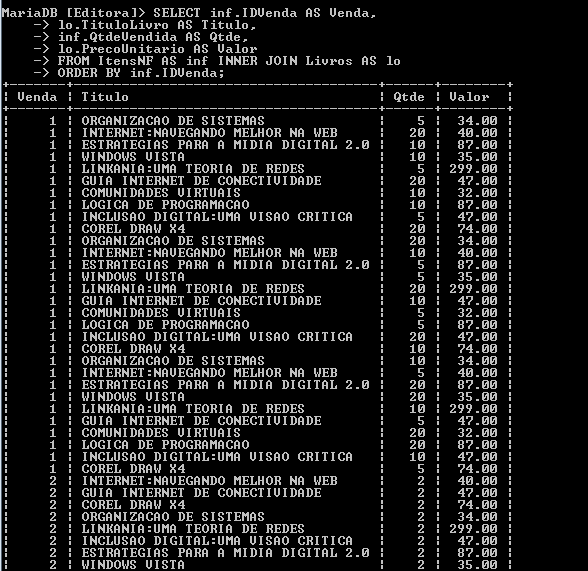 MariaDB [Editora]> SELECT inf.IDVenda AS Venda,
-> lo.TituloLivro AS Titulo,
-> inf.QtdeVendida AS Qtde,
-> lo.PrecoUnitario AS Valor
-> FROM ItensNF AS inf INNER JOIN Livros AS lo
-> ORDER BY inf.IDVenda;
| Venda | Titulo | Qtde | Valor |
| 1 | ORGANIZACAO DE SISTEMAS | 5 | 34.00 |
| 1 | INTERNET:NAVEGANDO MELHOR NA WEB | 20 | 40.00 |
| 1 | ESTRATEGIAS PARA A MIDIA DIGITAL 2.0 | 10 | 87.00 |
| 1 | WINDOWS VISTA | 10 | 35.00 |
| 1 | LINKANIA:UMA TEORIA DE REDES | 5 | 299.00 |
| 1 | GUIA INTERNET DE CONECTIVIDADE | 20 | 47.00 |
| 1 | COMUNIDADES VIRTUAIS | 10 | 32.00 |
| 1 | LOGICA DE PROGRAMACAO | 10 | 87.00 |
| 1 | INCLUSAO DIGITAL:UMA VISAO CRITICA | 5 | 47.00 |
| 1 | COREL DRAW X4 | 20 | 74.00 |
| 1 | ORGANIZACAO DE SISTEMAS | 20 | 34.00 |
| 1 | INTERNET:NAVEGANDO MELHOR NA WEB | 10 | 40.00 |
| 1 | ESTRATEGIAS PARA A MIDIA DIGITAL 2.0 | 5 | 87.00 |
| 1 | WINDOWS VISTA | 5 | 35.00 |
| 1 | LINKANIA:UMA TEORIA DE REDES | 20 | 299.00 |
| 1 | GUIA INTERNET DE CONECTIVIDADE | 10 | 47.00 |
| 1 | COMUNIDADES VIRTUAIS | 5 | 32.00 |
| 1 | LOGICA DE PROGRAMACAO | 5 | 87.00 |
| 1 | INCLUSAO DIGITAL:UMA VISAO CRITICA | 20 | 47.00 |
| 1 | COREL DRAW X4 | 10 | 74.00 |
| 1 | ORGANIZACAO DE SISTEMAS | 10 | 34.00 |
| 1 | INTERNET:NAVEGANDO MELHOR NA WEB | 5 | 40.00 |
| 1 | ESTRATEGIAS PARA A MIDIA DIGITAL 2.0 | 20 | 87.00 |
| 1 | WINDOWS VISTA | 20 | 35.00 |
| 1 | LINKANIA:UMA TEORIA DE REDES | 10 | 299.00 |
| 1 | GUIA INTERNET DE CONECTIVIDADE | 5 | 47.00 |
| 1 | COMUNIDADES VIRTUAIS | 20 | 32.00 |
| 1 | LOGICA DE PROGRAMACAO | 20 | 87.00 |
| 1 | INCLUSAO DIGITAL:UMA VISAO CRITICA | 10 | 47.00 |
| 1 | COREL DRAW X4 | 5 | 74.00 |
| 2 | INTERNET:NAVEGANDO MELHOR NA WEB | 2 | 40.00 |
| 2 | GUIA INTERNET DE CONECTIVIDADE | 2 | 47.00 |
| 2 | COREL DRAW X4 | 2 | 74.00 |
| 2 | ORGANIZACAO DE SISTEMAS | 2 | 34.00 |
| 2 | LINKANIA:UMA TEORIA DE REDES | 2 | 299.00 |
| 2 | INCLUSAO DIGITAL:UMA VISAO CRITICA | 2 | 47.00 |
| 2 | ESTRATEGIAS PARA A MIDIA DIGITAL 2.0 | 2 | 87.00 |
| 2 | WINDOWS VISTA | 2 | 35.00 |